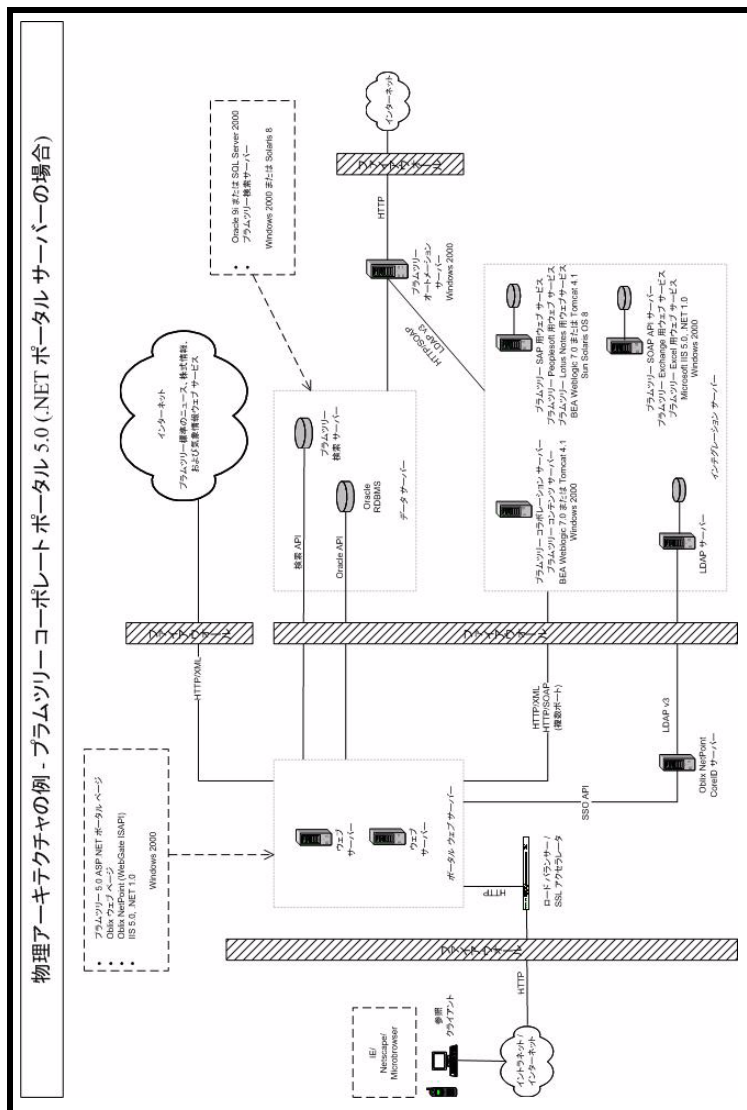 物理アーキテクチャの例 - プラムツリー コーポレート ポータル 5.0 (.NET ポータル サーバーの場合)
• プラムツリー 5.0 ASP.NET ポータル ページ
• Oblix ウェブ ページ
• Oblix NetPoint (WebGate ISAPI)
• IIS 5.0, .NET 1.0
Windows 2000
IE/
Netscape/
Microbrowser
参照
クライアント
イントラネット /
インターネット
HTTP
ファイアウォール
ロード バランサー /
SSL アクセラレータ
HTTP
ウェブ
サーバー
ウェブ
サーバー
ポータル ウェブ サーバー
SSO API
Oblix NetPoint
CoreID サーバー
HTTP/XML
HTTP/XML
HTTP/SOAP
(複数ポート)
LDAP v3
ファイアウォール
ファイアウォール
インターネット
プラムツリー標準のニュース、株式情報、
および気象情報ウェブ サービス
検索 API
Oracle API
プラムツリー
検索 サーバー
Oracle
RDBMS
データ サーバー
• Oracle 9i または SQL Server 2000
• プラムツリー検索サーバー
Windows 2000 または Solaris 8
プラムツリー コラボレーション サーバー
プラムツリー コンテンツ サーバー
BEA Weblogic 7.0 または Tomcat 4.1
Windows 2000
LDAP サーバー
プラムツリー SAP 用ウェブ サービス
プラムツリー Peoplesoft 用ウェブ サービス
プラムツリー Lotus Notes 用ウェブサービス
BEA Weblogic 7.0 または Tomcat 4.1
Sun Solaris OS 8
プラムツリー SOAP API サーバー
プラムツリー Exchange 用ウェブ サービス
プラムツリー Excel 用ウェブ サービス
Microsoft IIS 5.0, .NET 1.0
Windows 2000
インテグレーション サーバー
HTTP/SOAP
LDAP V3
プラムツリー
オートメーション
サーバー
Windows 2000
HTTP
ファイアウォール
インターネット